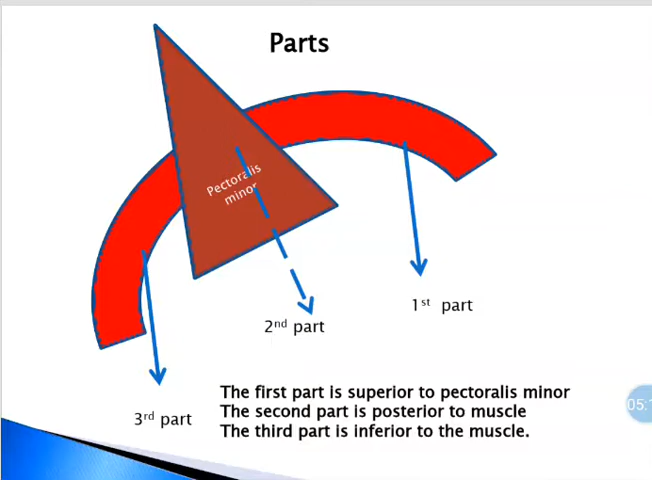 Parts
Pectoralis
minor
1st part
2nd part
3rd part
The first part is superior to pectoralis minor
The second part is posterior to muscle
The third part is inferior to the muscle.